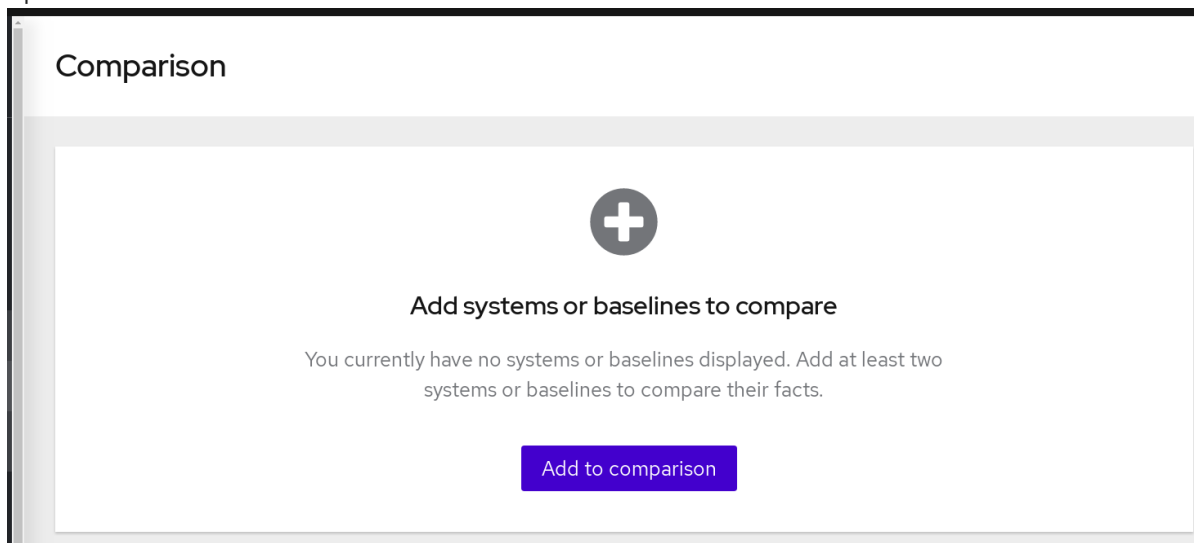 Comparison
Add systems or baselines to compare
You currently have no systems or baselines displayed. Add at least two
systems or baselines to compare their facts.
Add to comparison